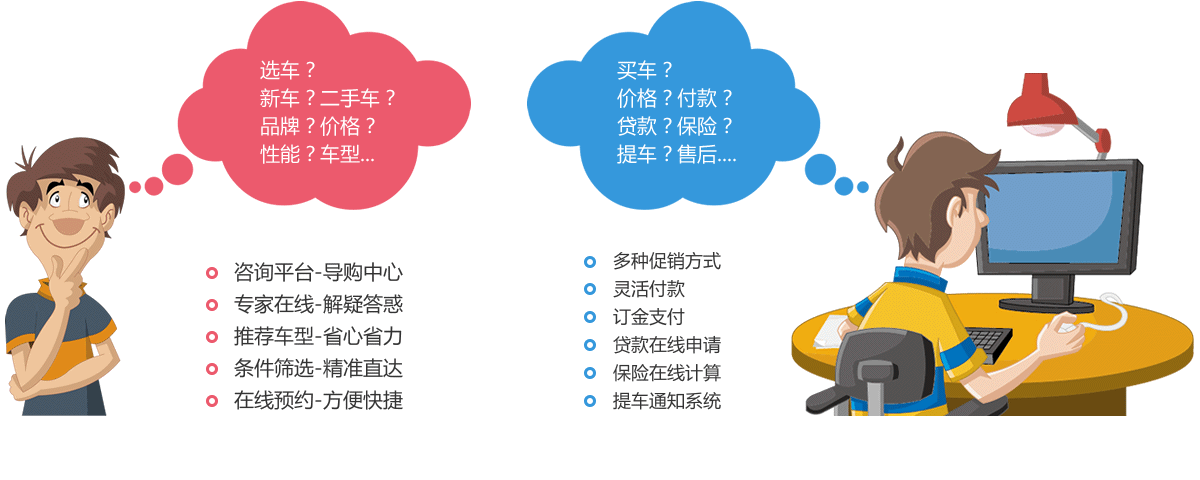 选车？
新车？二手车？
品牌？价格？
性能？车型...
买车？
价格？付款？
贷款？保险？
提车？售后....
咨询平台-导购中心
专家在线-解疑答惑
推荐车型-省心省力
条件筛选-精准直达
在线预约-方便快捷
多种促销方式
灵活付款
订金支付
贷款在线申请
保险在线计算
提车通知系统